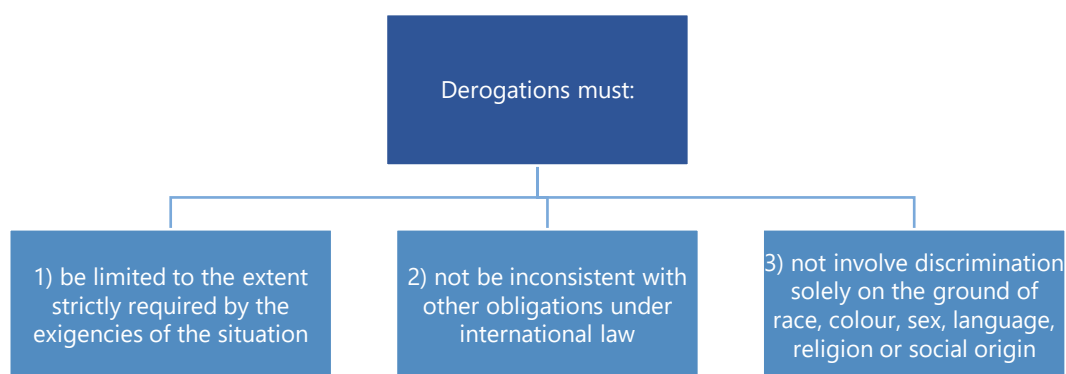 Derogations must:
1) be limited to the extent
strictly required by the
exigencies of the situation
2) not be inconsistent with
other obligations under
international law
3) not involve discrimination
solely on the ground of
race, colour, sex, language,
religion or social origin